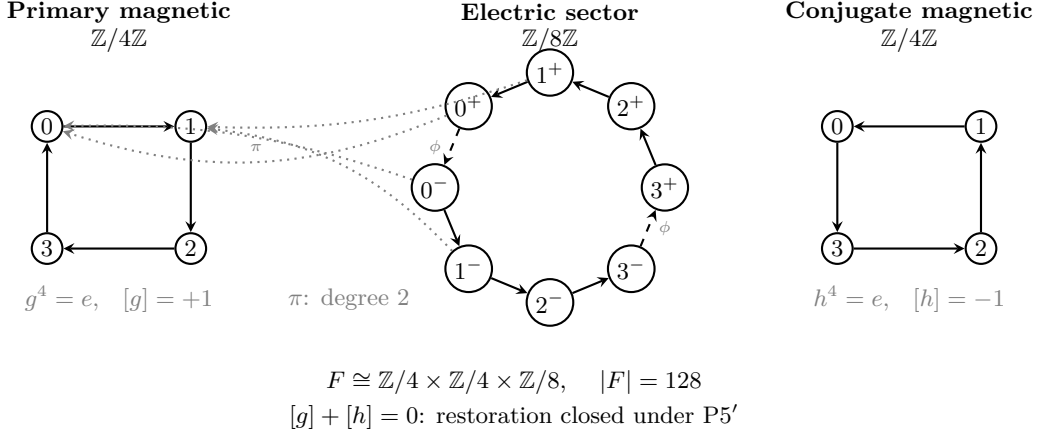 Primary magnetic
ℤ/4ℤ
Electric sector
ℤ/8ℤ
Conjugate magnetic
ℤ/4ℤ
0
1
2
3
π
1⁺
0⁺
2⁺
ϕ
0⁻
3⁺
1⁻
2⁻
3⁻
ϕ
0
1
3
2
g⁴ = e, [g] = +1
π: degree 2
h⁴ = e, [h] = −1
F ≅ ℤ/4 × ℤ/4 × ℤ/8, |F| = 128
[g] + [h] = 0: restoration closed under P5′